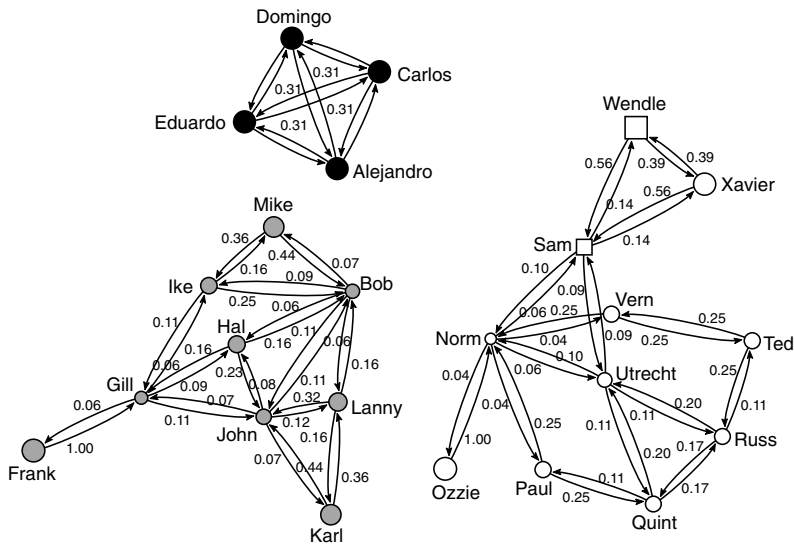 Domingo
0.31
Carlos
0.31
0.31
Eduardo
0.31
Alejandro
Wendle
0.56
0.39
0.39
Xavier
0.56
0.14
Sam
0.14
Mike
0.36
0.44
0.07
0.16
0.09
Ike
Bob
0.25
0.06
0.11
Hal
0.11
0.16
0.16
0.06
0.16
0.06
0.23
0.09
0.08
0.11
Gill
0.07
0.32
Lanny
0.06
0.11
John
0.12
0.16
1.00
0.07
0.44
0.36
Frank
Karl
0.10
0.09
Vern
0.06
0.25
0.25
0.04
0.09
0.25
Norm
Ted
0.10
0.06
Utrecht
0.25
0.04
0.04
0.20
0.11
0.11
0.25
0.11
Russ
1.00
0.20
0.17
0.11
0.17
Ozzie
Paul
0.25
Quint